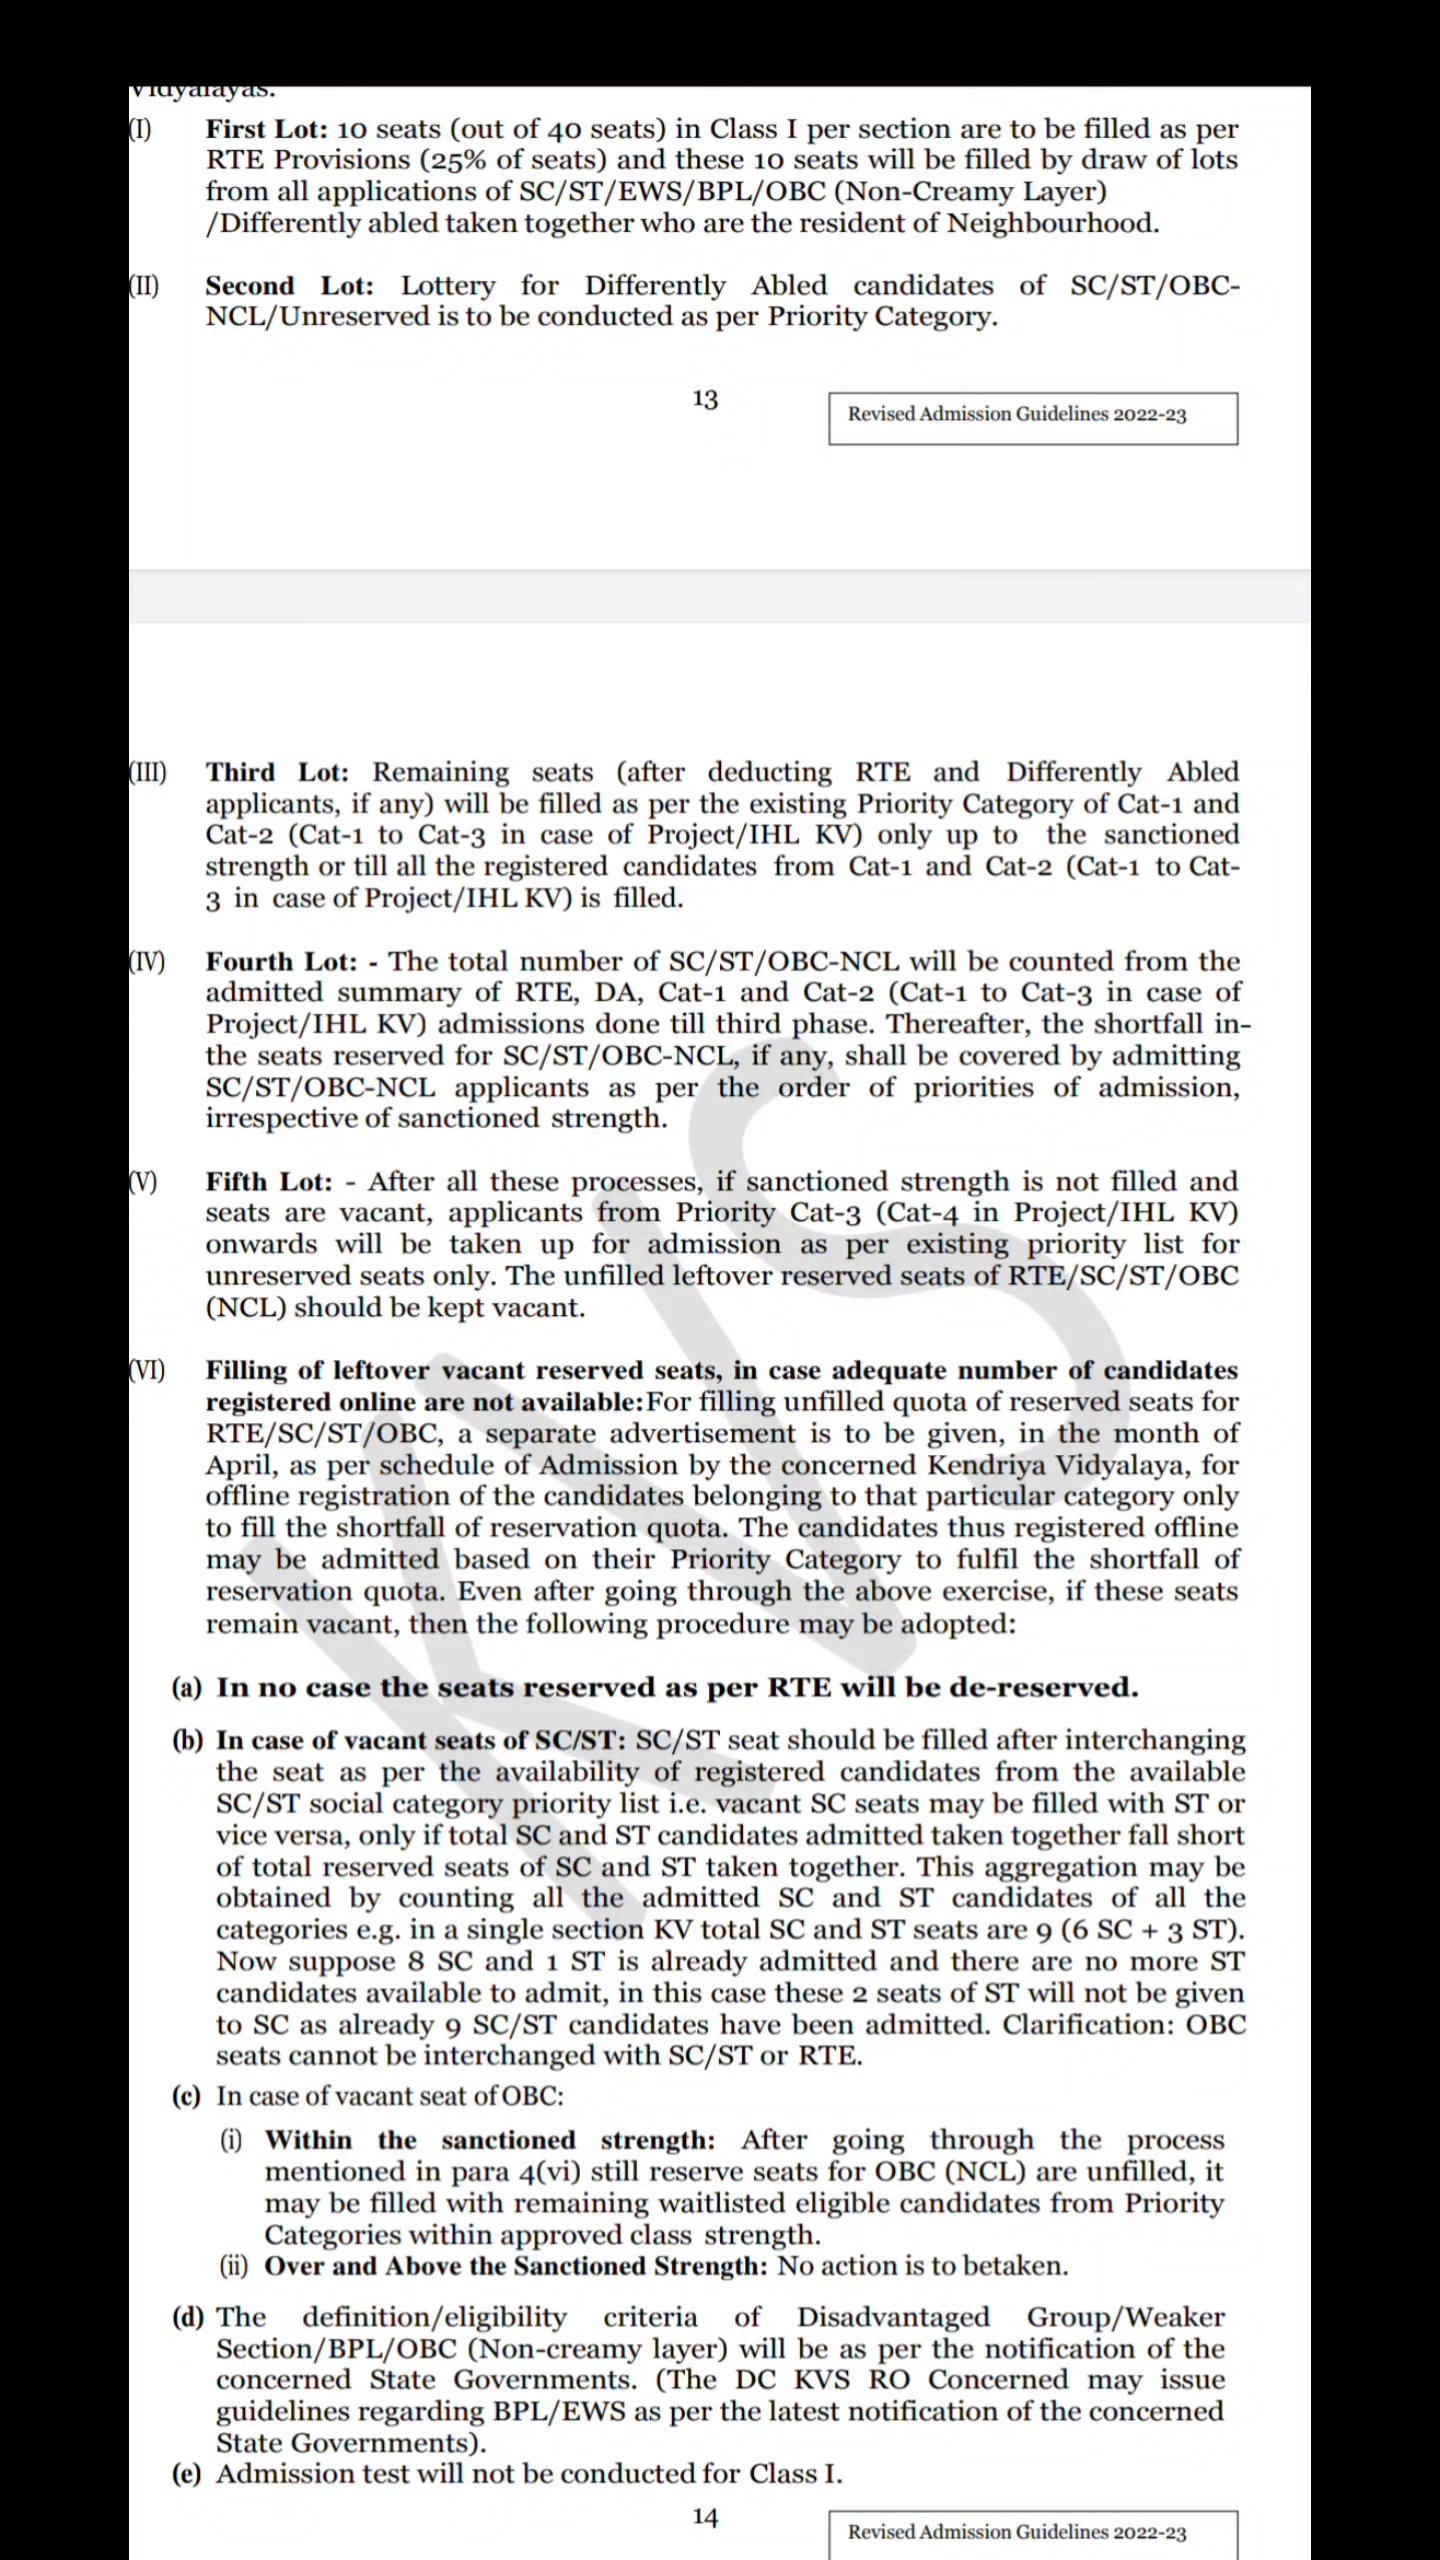 Vidyalayas.
(I) First Lot: 10 seats (out of 40 seats) in Class I per section are to be filled as per
RTE Provisions (25% of seats) and these 10 seats will be filled by draw of lots
from all applications of SC/ST/EWS/BPL/OBC (Non-Creamy Layer)
/Differently abled taken together who are the resident of Neighbourhood.
(II) Second Lot: Lottery for Differently Abled candidates of SC/ST/OBC-
NCL/Unreserved is to be conducted as per Priority Category.
13
Revised Admission Guidelines 2022-23
(III) Third Lot: Remaining seats (after deducting RTE and Differently Abled
applicants, if any) will be filled as per the existing Priority Category of Cat-1 and
Cat-2 (Cat-1 to Cat-3 in case of Project/IHL KV) only up to the sanctioned
strength or till all the registered candidates from Cat-1 and Cat-2 (Cat-1 to Cat-
3 in case of Project/IHL KV) is filled.
(IV) Fourth Lot: - The total number of SC/ST/OBC-NCL will be counted from the
admitted summary of RTE, DA, Cat-1 and Cat-2 (Cat-1 to Cat-3 in case of
Project/IHL KV) admissions done till third phase. Thereafter, the shortfall in-
the seats reserved for SC/ST/OBC-NCL, if any, shall be covered by admitting
SC/ST/OBC-NCL applicants as per the order of priorities of admission,
irrespective of sanctioned strength.
(V) Fifth Lot: - After all these processes, if sanctioned strength is not filled and
seats are vacant, applicants from Priority Cat-3 (Cat-4 in Project/IHL KV)
onwards will be taken up for admission as per existing priority list for
unreserved seats only. The unfilled leftover reserved seats of RTE/SC/ST/OBC
(NCL) should be kept vacant.
(VI) Filling of leftover vacant reserved seats, in case adequate number of candidates
registered online are not available:For filling unfilled quota of reserved seats for
RTE/SC/ST/OBC, a separate advertisement is to be given, in the month of
April, as per schedule of Admission by the concerned Kendriya Vidyalaya, for
offline registration of the candidates belonging to that particular category only
to fill the shortfall of reservation quota. The candidates thus registered offline
may be admitted based on their Priority Category to fulfil the shortfall of
reservation quota. Even after going through the above exercise, if these seats
remain vacant, then the following procedure may be adopted:
(a) In no case the seats reserved as per RTE will be de-reserved.
(b) In case of vacant seats of SC/ST: SC/ST seat should be filled after interchanging
the seat as per the availability of registered candidates from the available
SC/ST social category priority list i.e. vacant SC seats may be filled with ST or
vice versa, only if total SC and ST candidates admitted taken together fall short
of total reserved seats of SC and ST taken together. This aggregation may be
obtained by counting all the admitted SC and ST candidates of all the
categories e.g. in a single section KV total SC and ST seats are 9 (6 SC + 3 ST).
Now suppose 8 SC and 1 ST is already admitted and there are no more ST
candidates available to admit, in this case these 2 seats of ST will not be given
to SC as already 9 SC/ST candidates have been admitted. Clarification: OBC
seats cannot be interchanged with SC/ST or RTE.
(c) In case of vacant seat of OBC:
(i) Within the sanctioned strength: After going through the process
mentioned in para 4(vi) still reserve seats for OBC (NCL) are unfilled, it
may be filled with remaining waitlisted eligible candidates from Priority
Categories within approved class strength.
(ii) Over and Above the Sanctioned Strength: No action is to betaken.
(d) The definition/eligibility criteria of Disadvantaged Group/Weaker
Section/BPL/OBC (Non-creamy layer) will be as per the notification of the
concerned State Governments. (The DC KVS RO Concerned may issue
guidelines regarding BPL/EWS as per the latest notification of the concerned
State Governments).
(e) Admission test will not be conducted for Class I.
14
Revised Admission Guidelines 2022-23
KVS